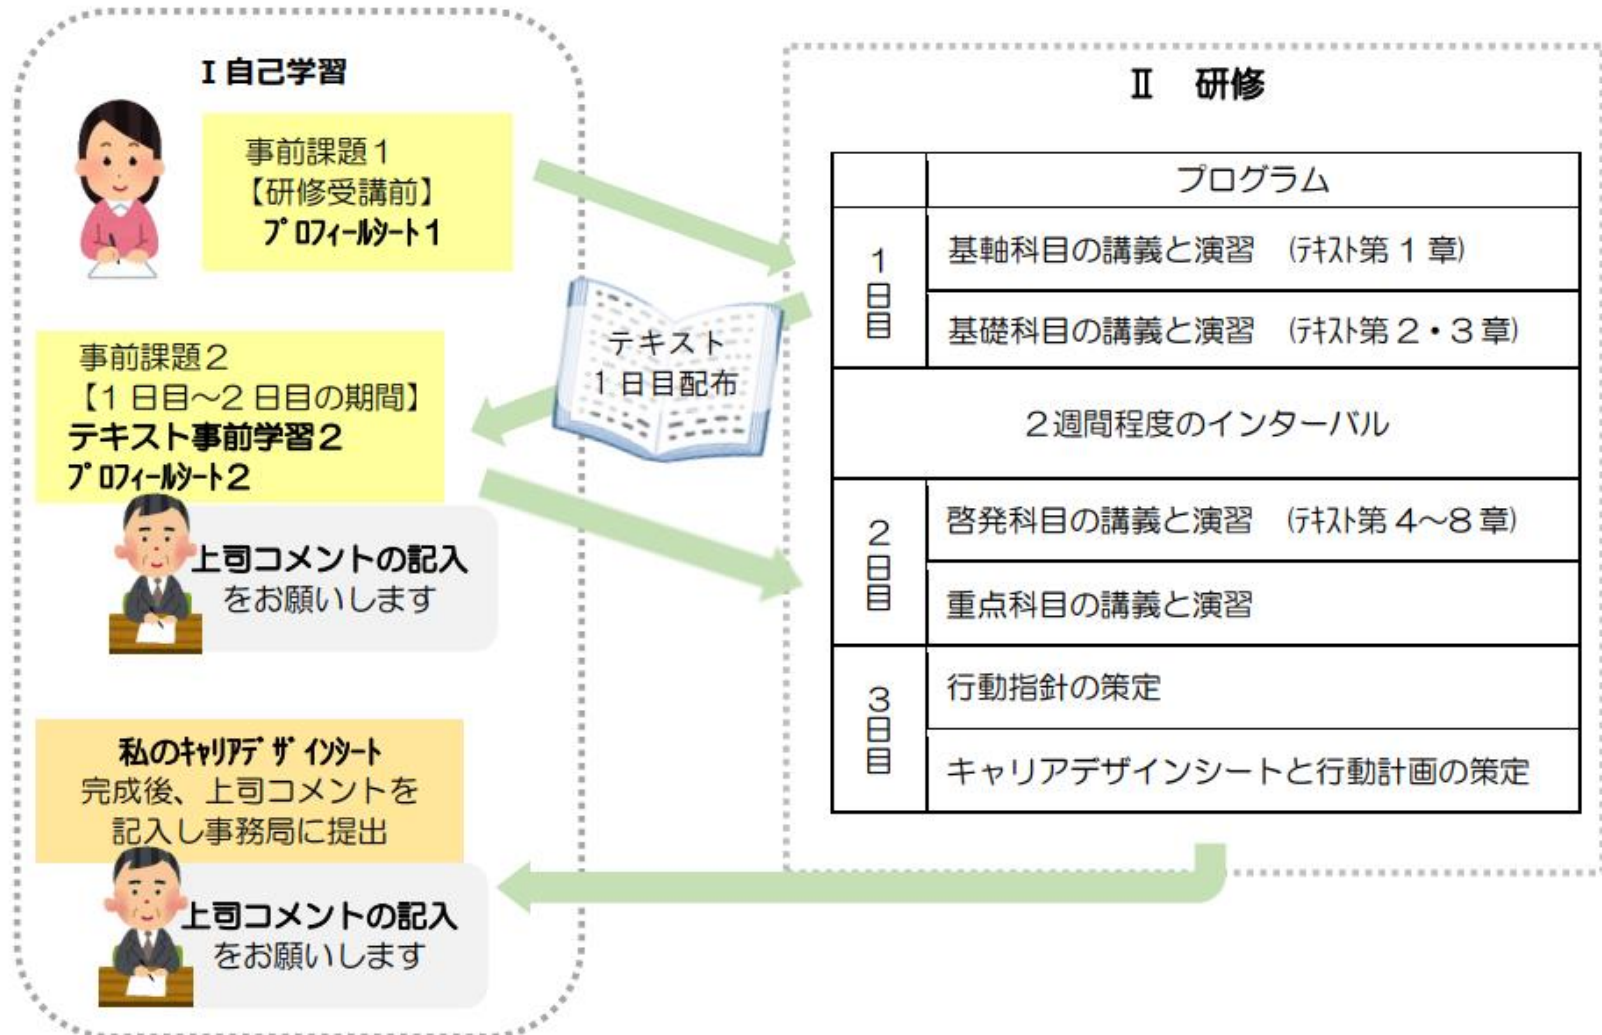 Ⅰ自己学習
事前課題１
【研修受講前】
ﾌﾟﾛﾌｨｰﾙｼｰﾄ１
テキスト
１日目配布
事前課題２
【１日目～２日目の期間】
テキスト事前学習２
ﾌﾟﾛﾌｨｰﾙｼｰﾄ２
上司コメントの記入
をお願いします
私のｷｬﾘｱﾃﾞｻﾞｲﾝｼｰﾄ
完成後、上司コメントを
記入し事務局に提出
上司コメントの記入
をお願いします
Ⅱ　研修
プログラム
１日目
基軸科目の講義と演習　(ﾃｷｽﾄ第１章)
基礎科目の講義と演習　(ﾃｷｽﾄ第２・３章)
２週間程度のインターバル
２日目
啓発科目の講義と演習　(ﾃｷｽﾄ第４～８章)
重点科目の講義と演習
３日目
行動指針の策定
キャリアデザインシートと行動計画の策定